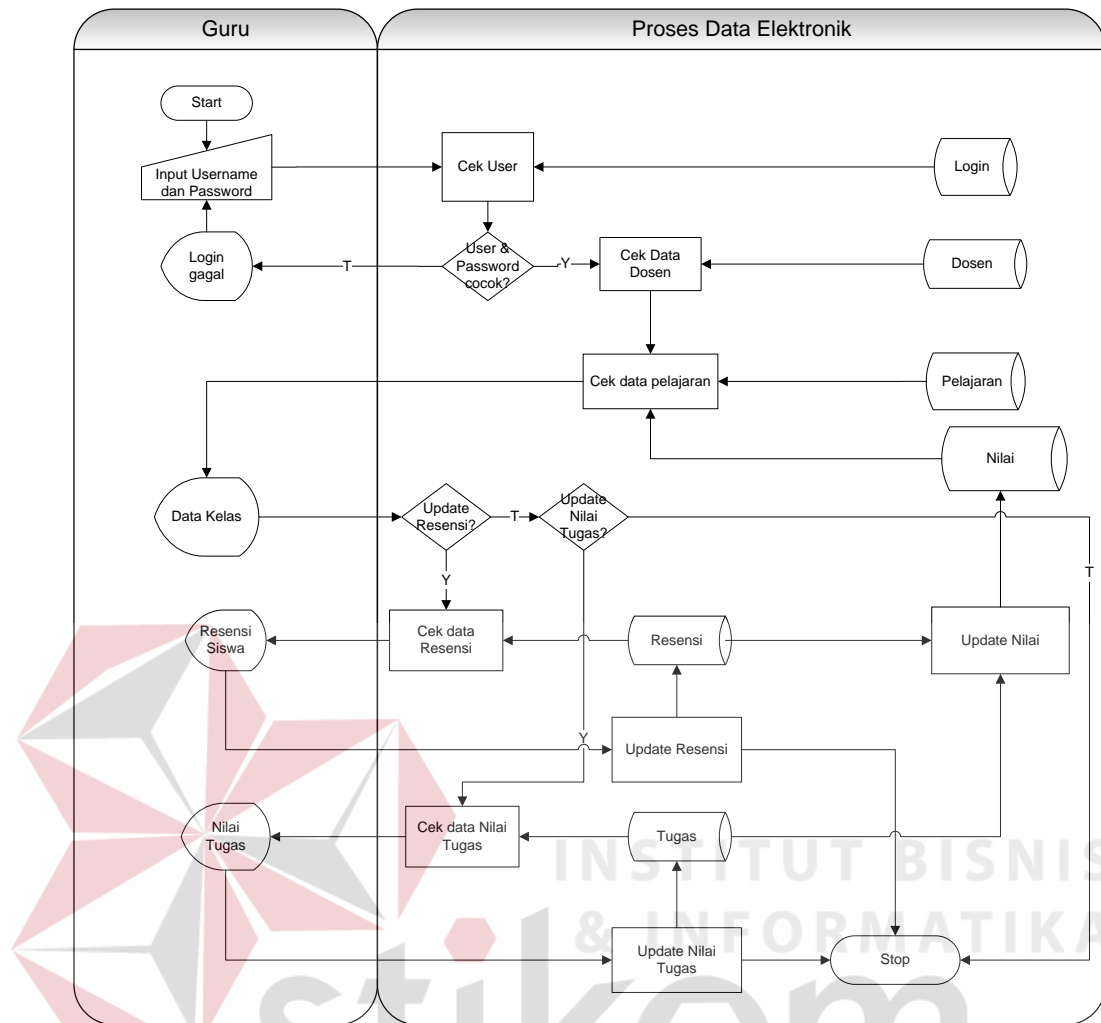 Guru
Proses Data Elektronik
Start
Input Username
dan Password
Cek User
Login
Login
gagal
T
User &
Password
cocok?
Y
Cek Data
Dosen
Dosen
Cek data pelajaran
Pelajaran
Nilai
Data Kelas
Update
Resensi?
T
Update
Nilai
Tugas?
T
Y
Resensi
Siswa
Cek data
Resensi
Resensi
Update Nilai
Y
Update Resensi
Nilai
Tugas
Cek data Nilai
Tugas
Tugas
INSTITUT BISNIS
& INFORMATIKA
Update Nilai
Tugas
Stop
stikom